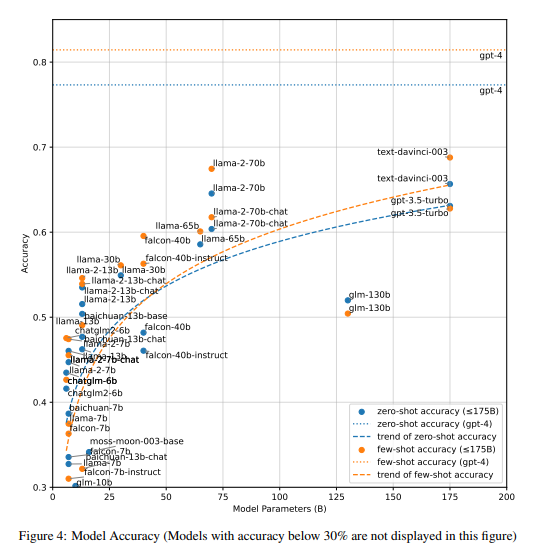 0.8
gpt-4
gpt-4
0.7
text-davinci-003
llama-2-70b
text-davinci-003
llama-2-70b
gpt-3.5-turbo
llama-2-70b-chat
gpt-3.5-turbo
llama-65b
llama-2-70b-chat
0.6
falcon-40b
llama-65b
llama-30b
falcon-40b-instruct
llama-2-13b
llama-30b
llama-2-13b-chat
llama-2-13b-chat
glm-130b
llama-2-13b
glm-130b
baichuan-13b-base
0.5
llama-13b
falcon-40b
chatglm2-6b
baichuan-13b-chat
llama-2-7b
llama-13b
falcon-40b-instruct
llama-2-7b-chat
llama-2-7b
chatglm-6b
chatglm2-6b
0.4
baichuan-7b
llama-7b
falcon-7b
moss-moon-003-base
falcon-7b
baichuan-13b-chat
llama-7b
falcon-7b-instruct
glm-10b
0.3
Accuracy
zero-shot accuracy (≤175B)
zero-shot accuracy (gpt-4)
trend of zero-shot accuracy
few-shot accuracy (≤175B)
few-shot accuracy (gpt-4)
trend of few-shot accuracy
0 25 50 75 100 125 150 175 200
Model Parameters (B)
Figure 4: Model Accuracy (Models with accuracy below 30% are not displayed in this figure)